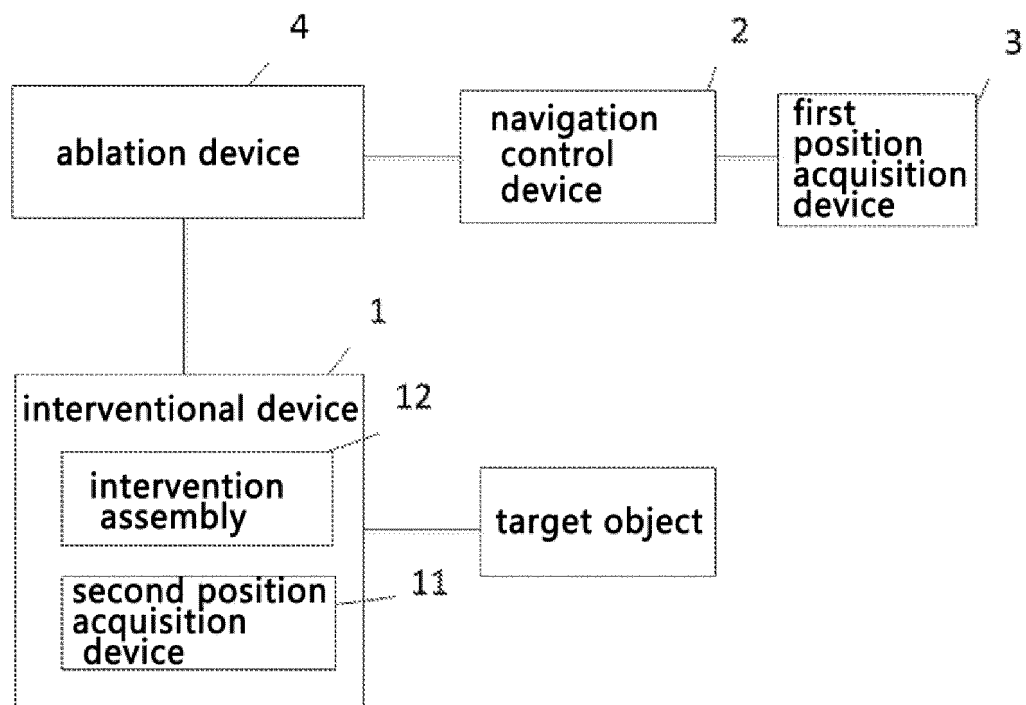 4
2
3
ablation device
navigation
control
device
first
position
acquisition
device
1
interventional device
12
intervention
assembly
target object
second position
acquisition
device
11